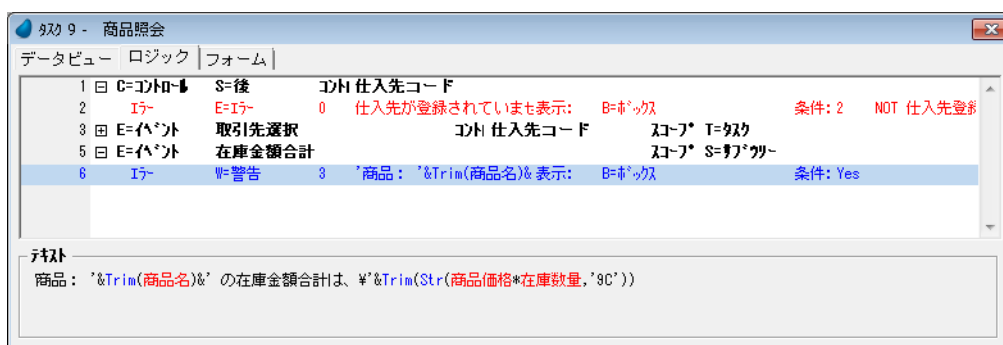 ﾀｽｸ 9 - 商品照会
データビュー ロジック フォーム
1 C=ｺﾝﾄﾛｰﾙ S=後 ｺﾝﾄﾛ 仕入先コード
2 ｴﾗｰ E=ｴﾗｰ 0 仕入先が登録されていませ 表示: B=ﾎﾞｯｸｽ 条件: 2 NOT 仕入先登録
3 E=ｲﾍﾞﾝﾄ 取引先選択 ｺﾝﾄﾛ 仕入先コード ｽｺｰﾌﾟ T=ﾀｽｸ
5 E=ｲﾍﾞﾝﾄ 在庫金額合計 ｽｺｰﾌﾟ S=ｻﾌﾞﾂﾘｰ
6 ｴﾗｰ W=警告 3 '商品： '&Trim(商品名)& 表示: B=ﾎﾞｯｸｽ 条件: Yes
ﾃｷｽﾄ
'商品： '&Trim(商品名)&' の在庫金額合計は、¥'&Trim(Str(商品価格*在庫数量,'9C'))